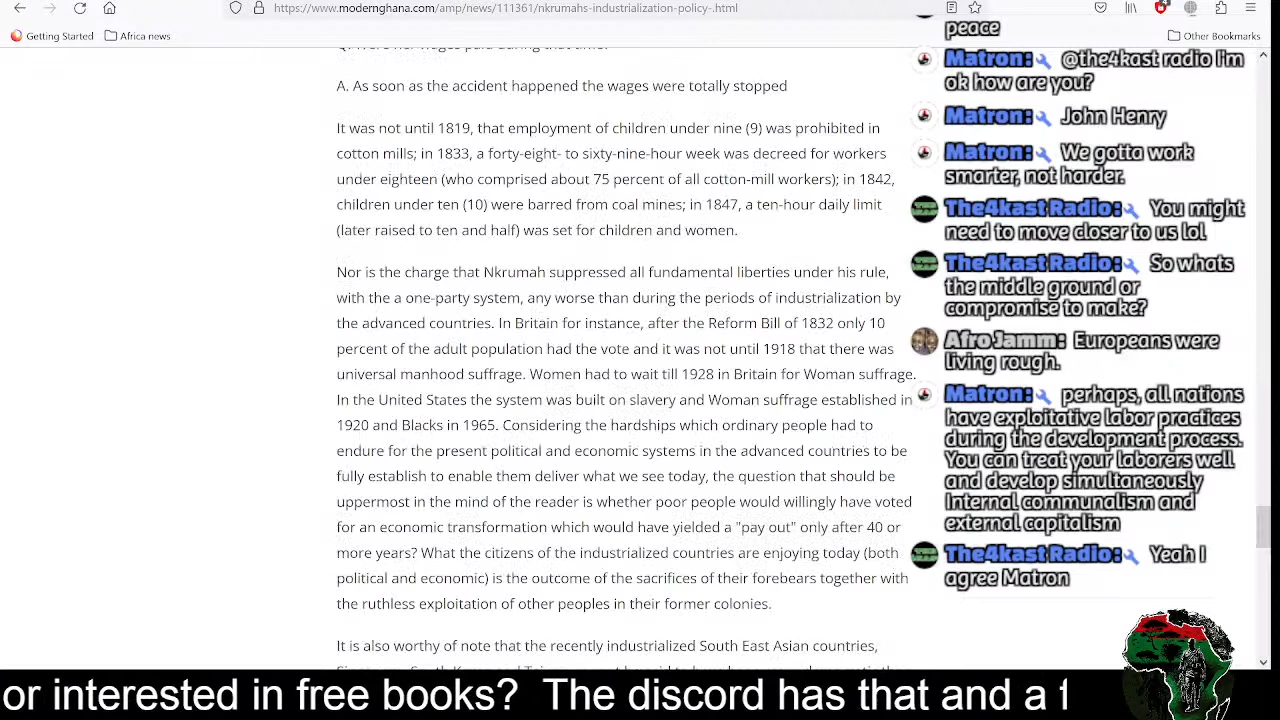 https://www.modernghana.com/amp/news/111361/nkrumahs-industrialization-policy-.html
Getting Started
Africa news
Other Bookmarks
Q. Were her wages paid during that time.
A. As soon as the accident happened the wages were totally stopped
It was not until 1819, that employment of children under nine (9) was prohibited in
cotton mills; in 1833, a forty-eight- to sixty-nine-hour week was decreed for workers
under eighteen (who comprised about 75 percent of all cotton-mill workers); in 1842,
children under ten (10) were barred from coal mines; in 1847, a ten-hour daily limit
(later raised to ten and half) was set for children and women.
Nor is the charge that Nkrumah suppressed all fundamental liberties under his rule,
with the a one-party system, any worse than during the periods of industrialization by
the advanced countries. In Britain for instance, after the Reform Bill of 1832 only 10
percent of the adult population had the vote and it was not until 1918 that there was
universal manhood suffrage. Women had to wait till 1928 in Britain for Woman suffrage.
In the United States the system was built on slavery and Woman suffrage established in
and Blacks in 1965. Considering the hardships which ordinary people had to
endure for the present political and economic systems in the advanced countries to be
fully establish to enable them deliver what we see today, the question that should be
uppermost in the mind of the reader is whether poor people would willingly have voted
for an economic transformation which would have yielded a "pay out" only after 40 or
more years? What the citizens of the industrialized countries are enjoying today (both
political and economic) is the outcome of the sacrifices of their forebears together with
the ruthless exploitation of other peoples in their former colonies.
It is also worthy of note that the recently industrialized South East Asian countries,
peace
Matron: @the4kast radio I'm
ok how are you?
Matron: John Henry
Matron: We gotta work
smarter, not harder.
The4kast Radio: You might
need to move closer to us lol
The4kast Radio: So whats
the middle ground or
compromise to make?
Afro Jamm: Europeans were
living rough.
Matron: perhaps, all nations
have exploitative labor practices
during the development process.
You can treat your laborers well
and develop simultaneously
Internal communalism and
external capitalism
The4kast Radio: Yeah I
agree Matron
or interested in free books? The discord has that and a f